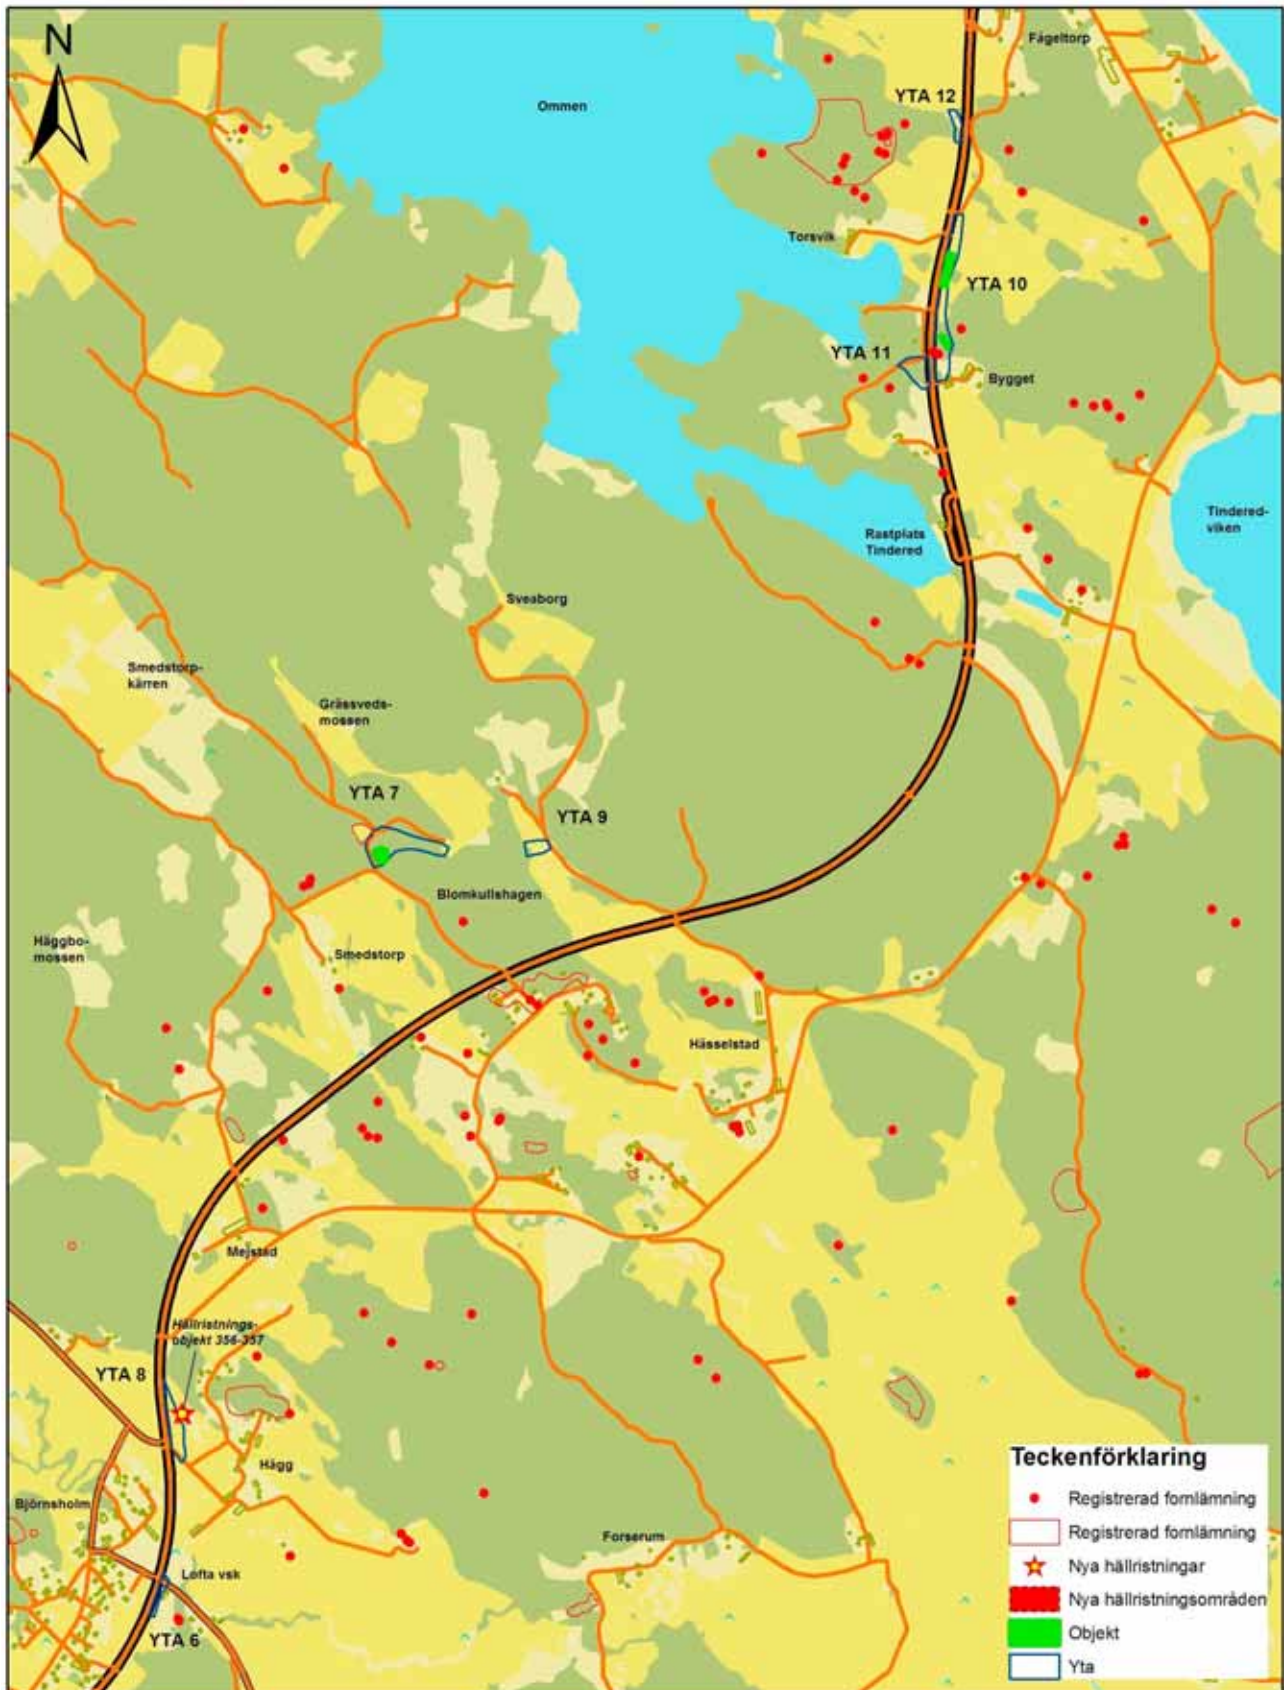 N
Fågeltorp
YTA 12
Ommen
Torsvik
YTA 10
YTA 11
Bygget
Rastplats
Tindered
Tindered-
viken
Sveaborg
Smedstorp-
kärren
Grässveds-
mossen
YTA 7
YTA 9
Blomkullshagen
Häggbo-
mossen
Smedstorp
Hässelstad
Mejstad
Hällristnings-
objekt 356-357
YTA 8
Hägg
Björnsholm
Forserum
Lofta vsk
YTA 6
Teckenförklaring
Registrerad fornlämning
Registrerad fornlämning
Nya hällristningar
Nya hällristningsområden
Objekt
Yta